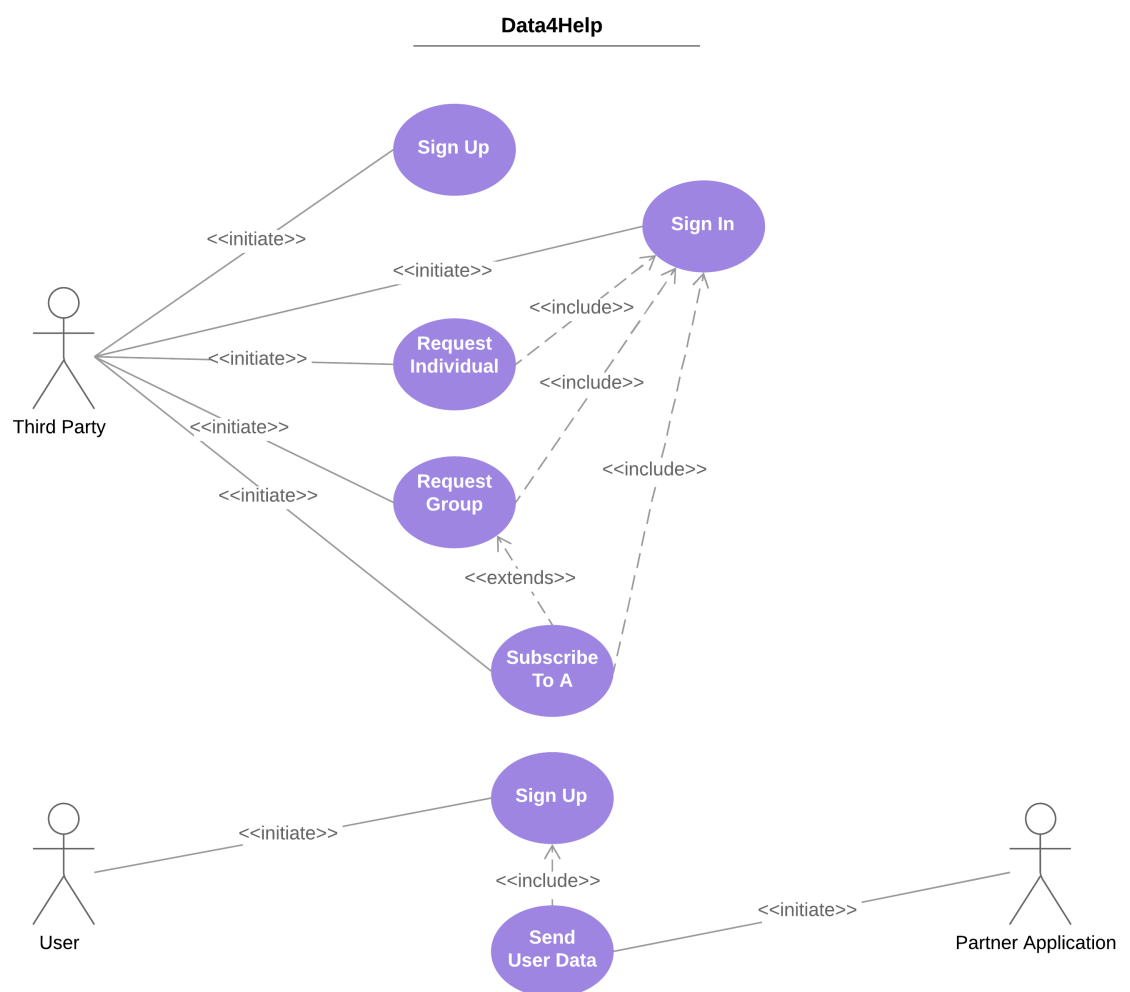 Data4Help
Sign Up
Sign In
<<initiate>>
<<initiate>>
<<include>>
Request
Individual
<<initiate>>
<<include>>
Third Party
<<initiate>>
<<include>>
Request
Group
<<initiate>>
<<extends>>
Subscribe
To A
Sign Up
<<initiate>>
<<include>>
<<initiate>>
User
Send
User Data
Partner Application